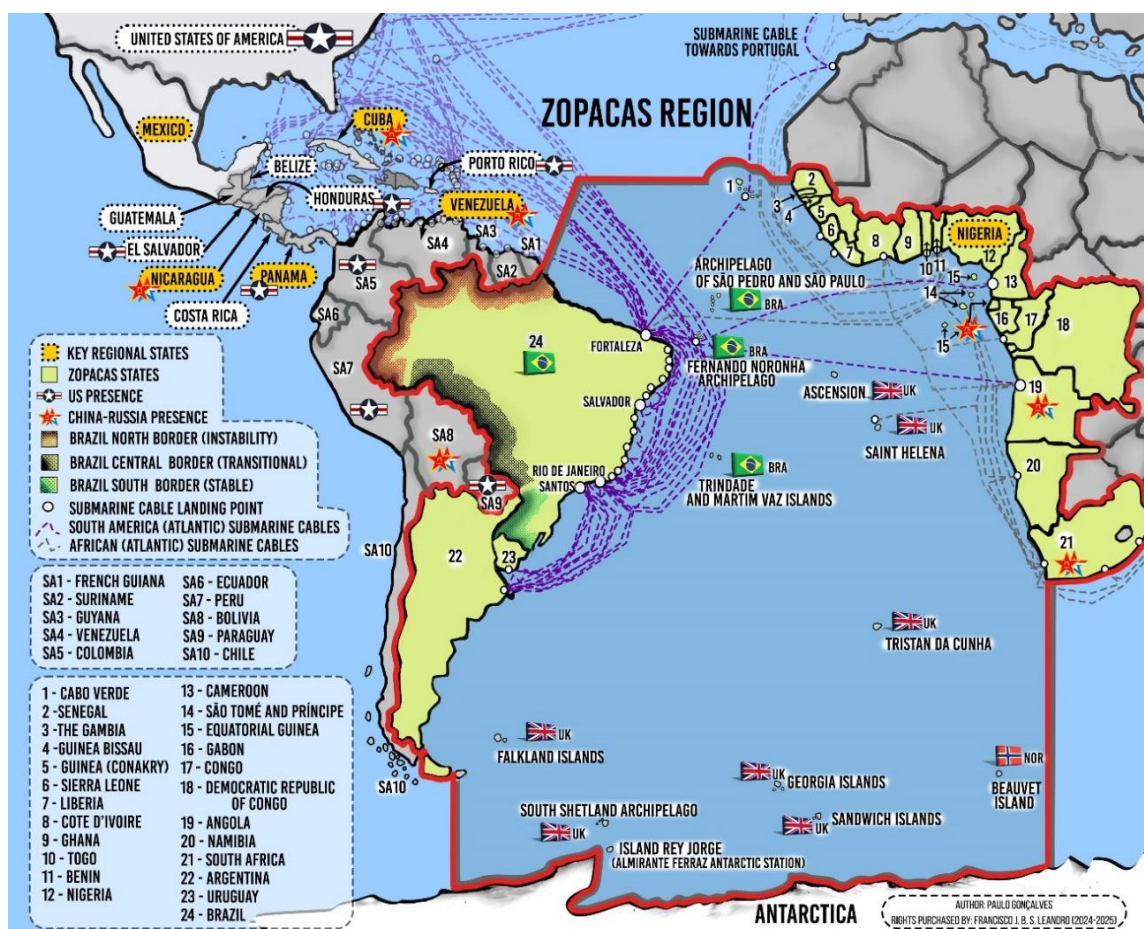 UNITED STATES OF AMERICA
SUBMARINE CABLE
TOWARDS PORTUGAL
ZOPACAS REGION
MEXICO
CUBA
BELIZE
PORTO RICO
GUATEMALA
HONDURAS
VENEZUELA
EL SALVADOR
NICARAGUA
PANAMA
COSTA RICA
SA4
SA3
SA1
SA2
SA5
SA6
SA7
SA8
SA9
SA10
SA10
1
2
3
4
5
6
7
8
9
10
11
NIGERIA
12
13
15
14
15
16
17
18
19
20
21
22
23
24
ARCHIPELAGO
OF SÃO PEDRO AND SÃO PAULO
BRA
FORTALEZA
BRA
FERNANDO NORONHA
ARCHIPELAGO
SALVADOR
ASCENSION
UK
UK
SAINT HELENA
RIO DE JANEIRO
SANTOS
BRA
TRINDADE
AND MARTIM VAZ ISLANDS
UK
TRISTAN DA CUNHA
UK
FALKLAND ISLANDS
UK
GEORGIA ISLANDS
NOR
BEAUVET
ISLAND
SOUTH SHETLAND ARCHIPELAGO
UK
SANDWICH ISLANDS
UK
ISLAND REY JORGE
(ALMIRANTE FERRAZ ANTARCTIC STATION)
ANTARCTICA
KEY REGIONAL STATES
ZOPACAS STATES
US PRESENCE
CHINA-RUSSIA PRESENCE
BRAZIL NORTH BORDER (INSTABILITY)
BRAZIL CENTRAL BORDER (TRANSITIONAL)
BRAZIL SOUTH BORDER (STABLE)
SUBMARINE CABLE LANDING POINT
SOUTH AMERICA (ATLANTIC) SUBMARINE CABLES
AFRICAN (ATLANTIC) SUBMARINE CABLES
SA1 - FRENCH GUIANA
SA2 - SURINAME
SA3 - GUYANA
SA4 - VENEZUELA
SA5 - COLOMBIA
SA6 - ECUADOR
SA7 - PERU
SA8 - BOLIVIA
SA9 - PARAGUAY
SA10 - CHILE
1 - CABO VERDE
2 - SENEGAL
3 - THE GAMBIA
4 - GUINEA BISSAU
5 - GUINEA (CONAKRY)
6 - SIERRA LEONE
7 - LIBERIA
8 - COTE D'IVOIRE
9 - GHANA
10 - TOGO
11 - BENIN
12 - NIGERIA
13 - CAMEROON
14 - SÃO TOMÉ AND PRÍNCIPE
15 - EQUATORIAL GUINEA
16 - GABON
17 - CONGO
18 - DEMOCRATIC REPUBLIC
OF CONGO
19 - ANGOLA
20 - NAMIBIA
21 - SOUTH AFRICA
22 - ARGENTINA
23 - URUGUAY
24 - BRAZIL
AUTHOR: PAULO GONÇALVES
RIGHTS PURCHASED BY: FRANCISCO J. B. S. LEANDRO (2024-2025)